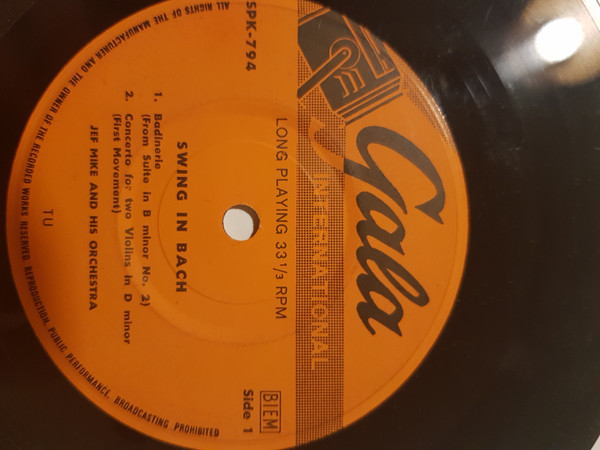 Gala
INTERNATIONAL
LONG PLAYING 33 1/3 RPM
SPK-794
BIEM
Side 1
SWING IN BACH
1. Badinerie
(From Suite in B minor No. 2)
2. Concerto for two Violins in D minor
(First Movement)
JEF MIKE AND HIS ORCHESTRA
TU
ALL RIGHTS OF THE MANUFACTURER AND THE OWNER OF THE RECORDED WORKS RESERVED. REPRODUCTION, PUBLIC PERFORMANCE, BROADCASTING PROHIBITED